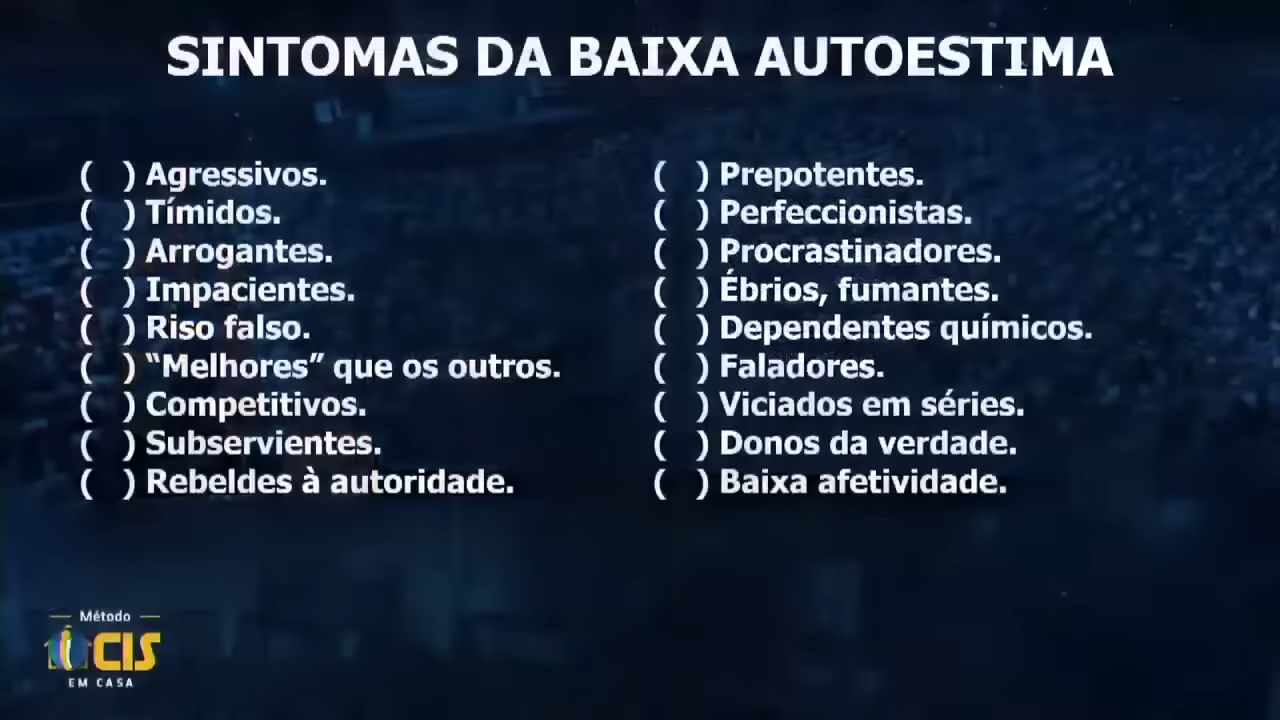 SINTOMAS DA BAIXA AUTOESTIMA
( ) Agressivos.
( ) Tímidos.
( ) Arrogantes.
( ) Impacientes.
( ) Riso falso.
( ) “Melhores” que os outros.
( ) Competitivos.
( ) Subservientes.
( ) Rebeldes à autoridade.
( ) Prepotentes.
( ) Perfeccionistas.
( ) Procrastinadores.
( ) Ébrios, fumantes.
( ) Dependentes químicos.
( ) Faladores.
( ) Viciados em séries.
( ) Donos da verdade.
( ) Baixa afetividade.
Método
CIS
EM CASA